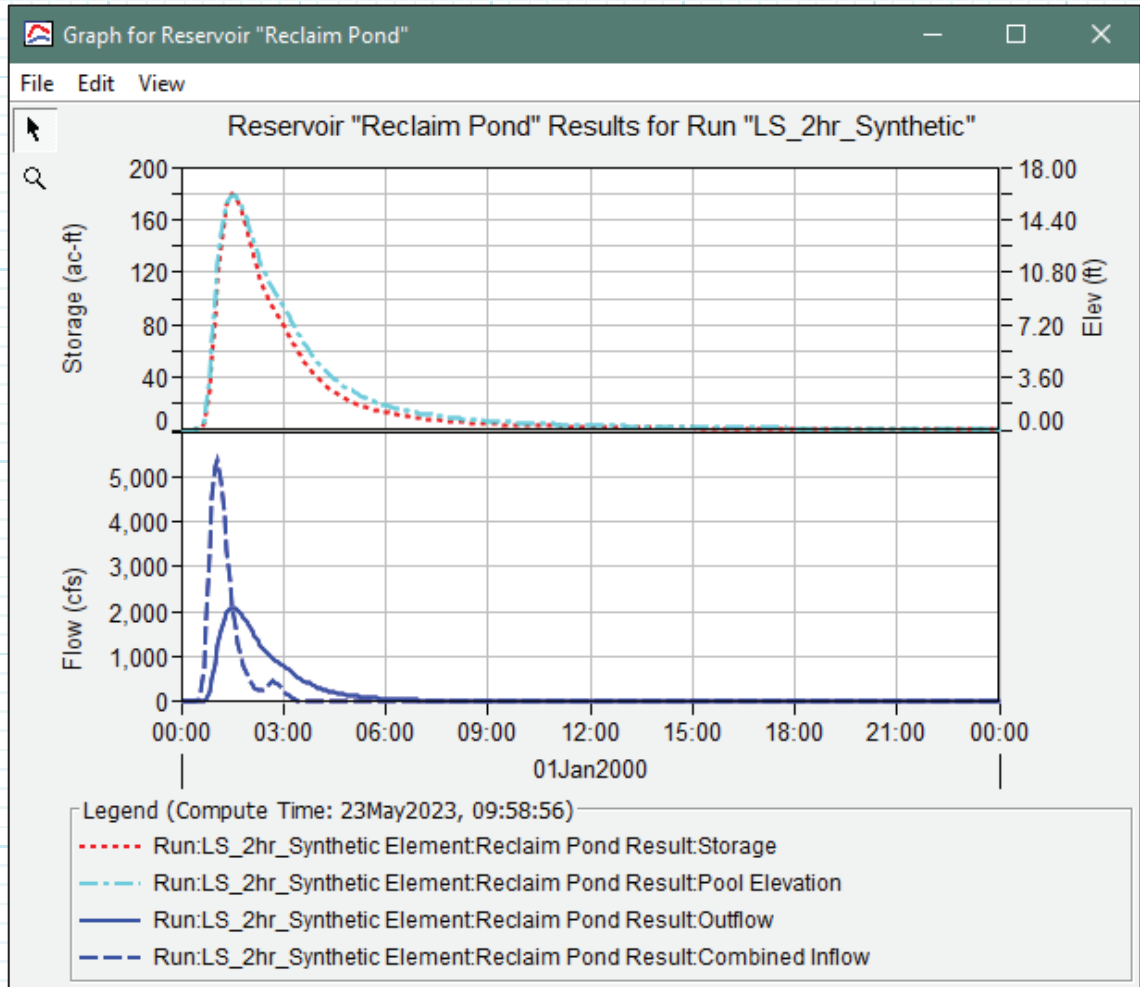 Graph for Reservoir "Reclaim Pond"
File Edit View
Reservoir "Reclaim Pond" Results for Run "LS_2hr_Synthetic"
Storage (ac-ft)
200
160
120
80
40
0
18.00
14.40
10.80
7.20
3.60
0.00
Elev (ft)
Flow (cfs)
5,000
4,000
3,000
2,000
1,000
0
00:00 03:00 06:00 09:00 12:00 15:00 18:00 21:00 00:00
01Jan2000
Legend (Compute Time: 23May2023, 09:58:56)
Run:LS_2hr_Synthetic Element:Reclaim Pond Result:Storage
Run:LS_2hr_Synthetic Element:Reclaim Pond Result:Pool Elevation
Run:LS_2hr_Synthetic Element:Reclaim Pond Result:Outflow
Run:LS_2hr_Synthetic Element:Reclaim Pond Result:Combined Inflow